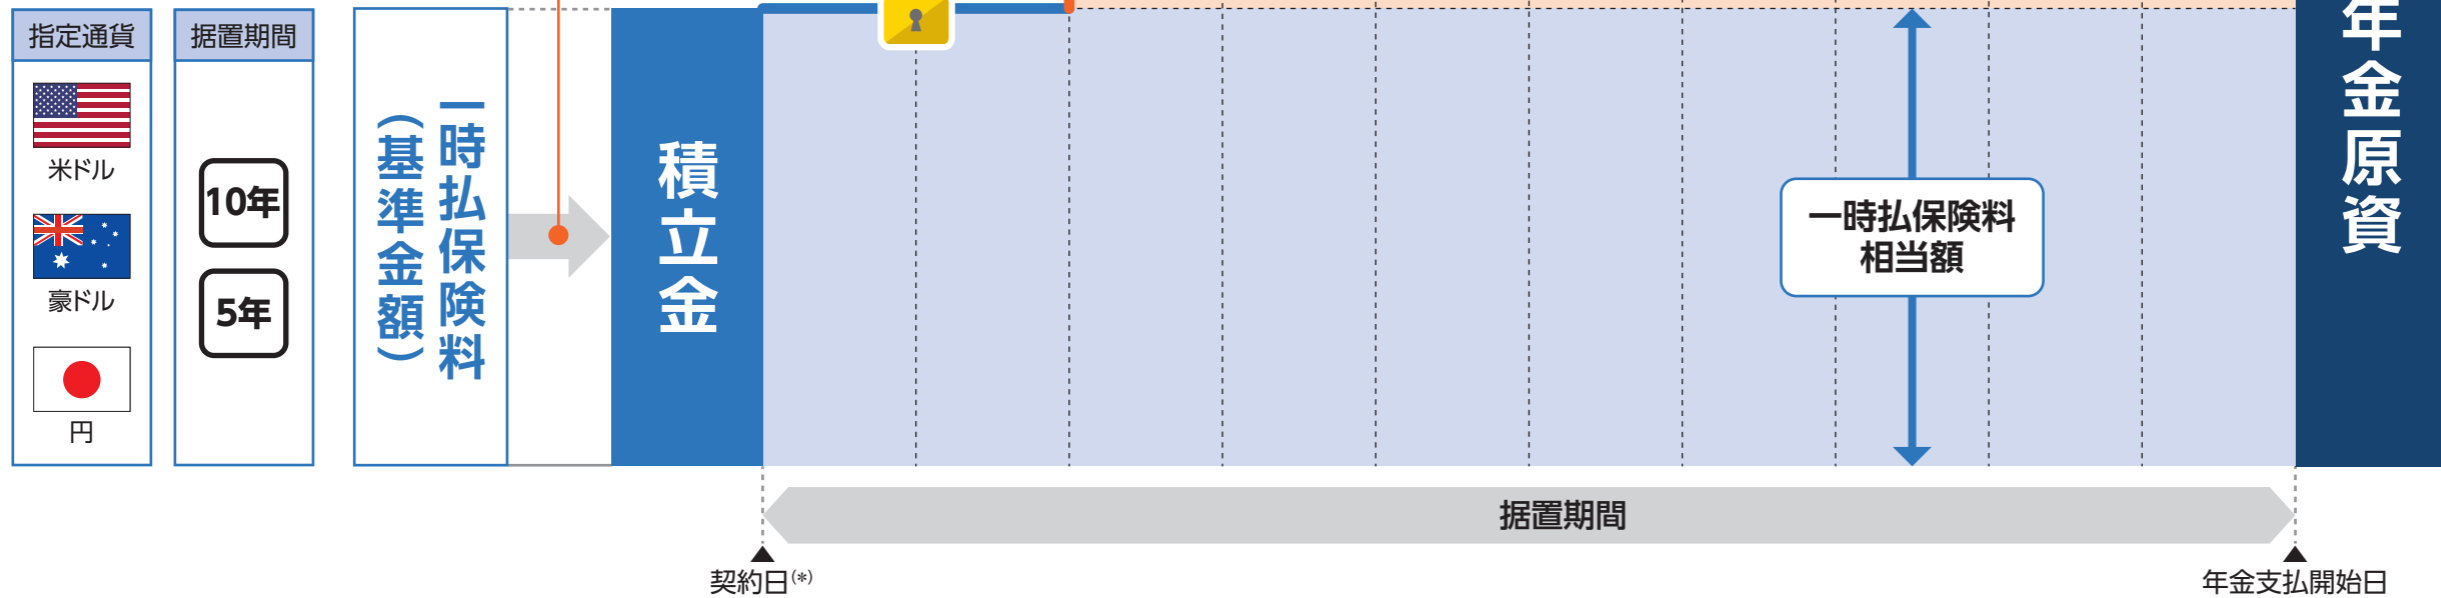 指定通貨
米ドル
豪ドル
円
据置期間
10年
5年
一時払保険料
(基準金額)
積立金
一時払保険料
相当額
年金原資
据置期間
契約日(*)
年金支払開始日